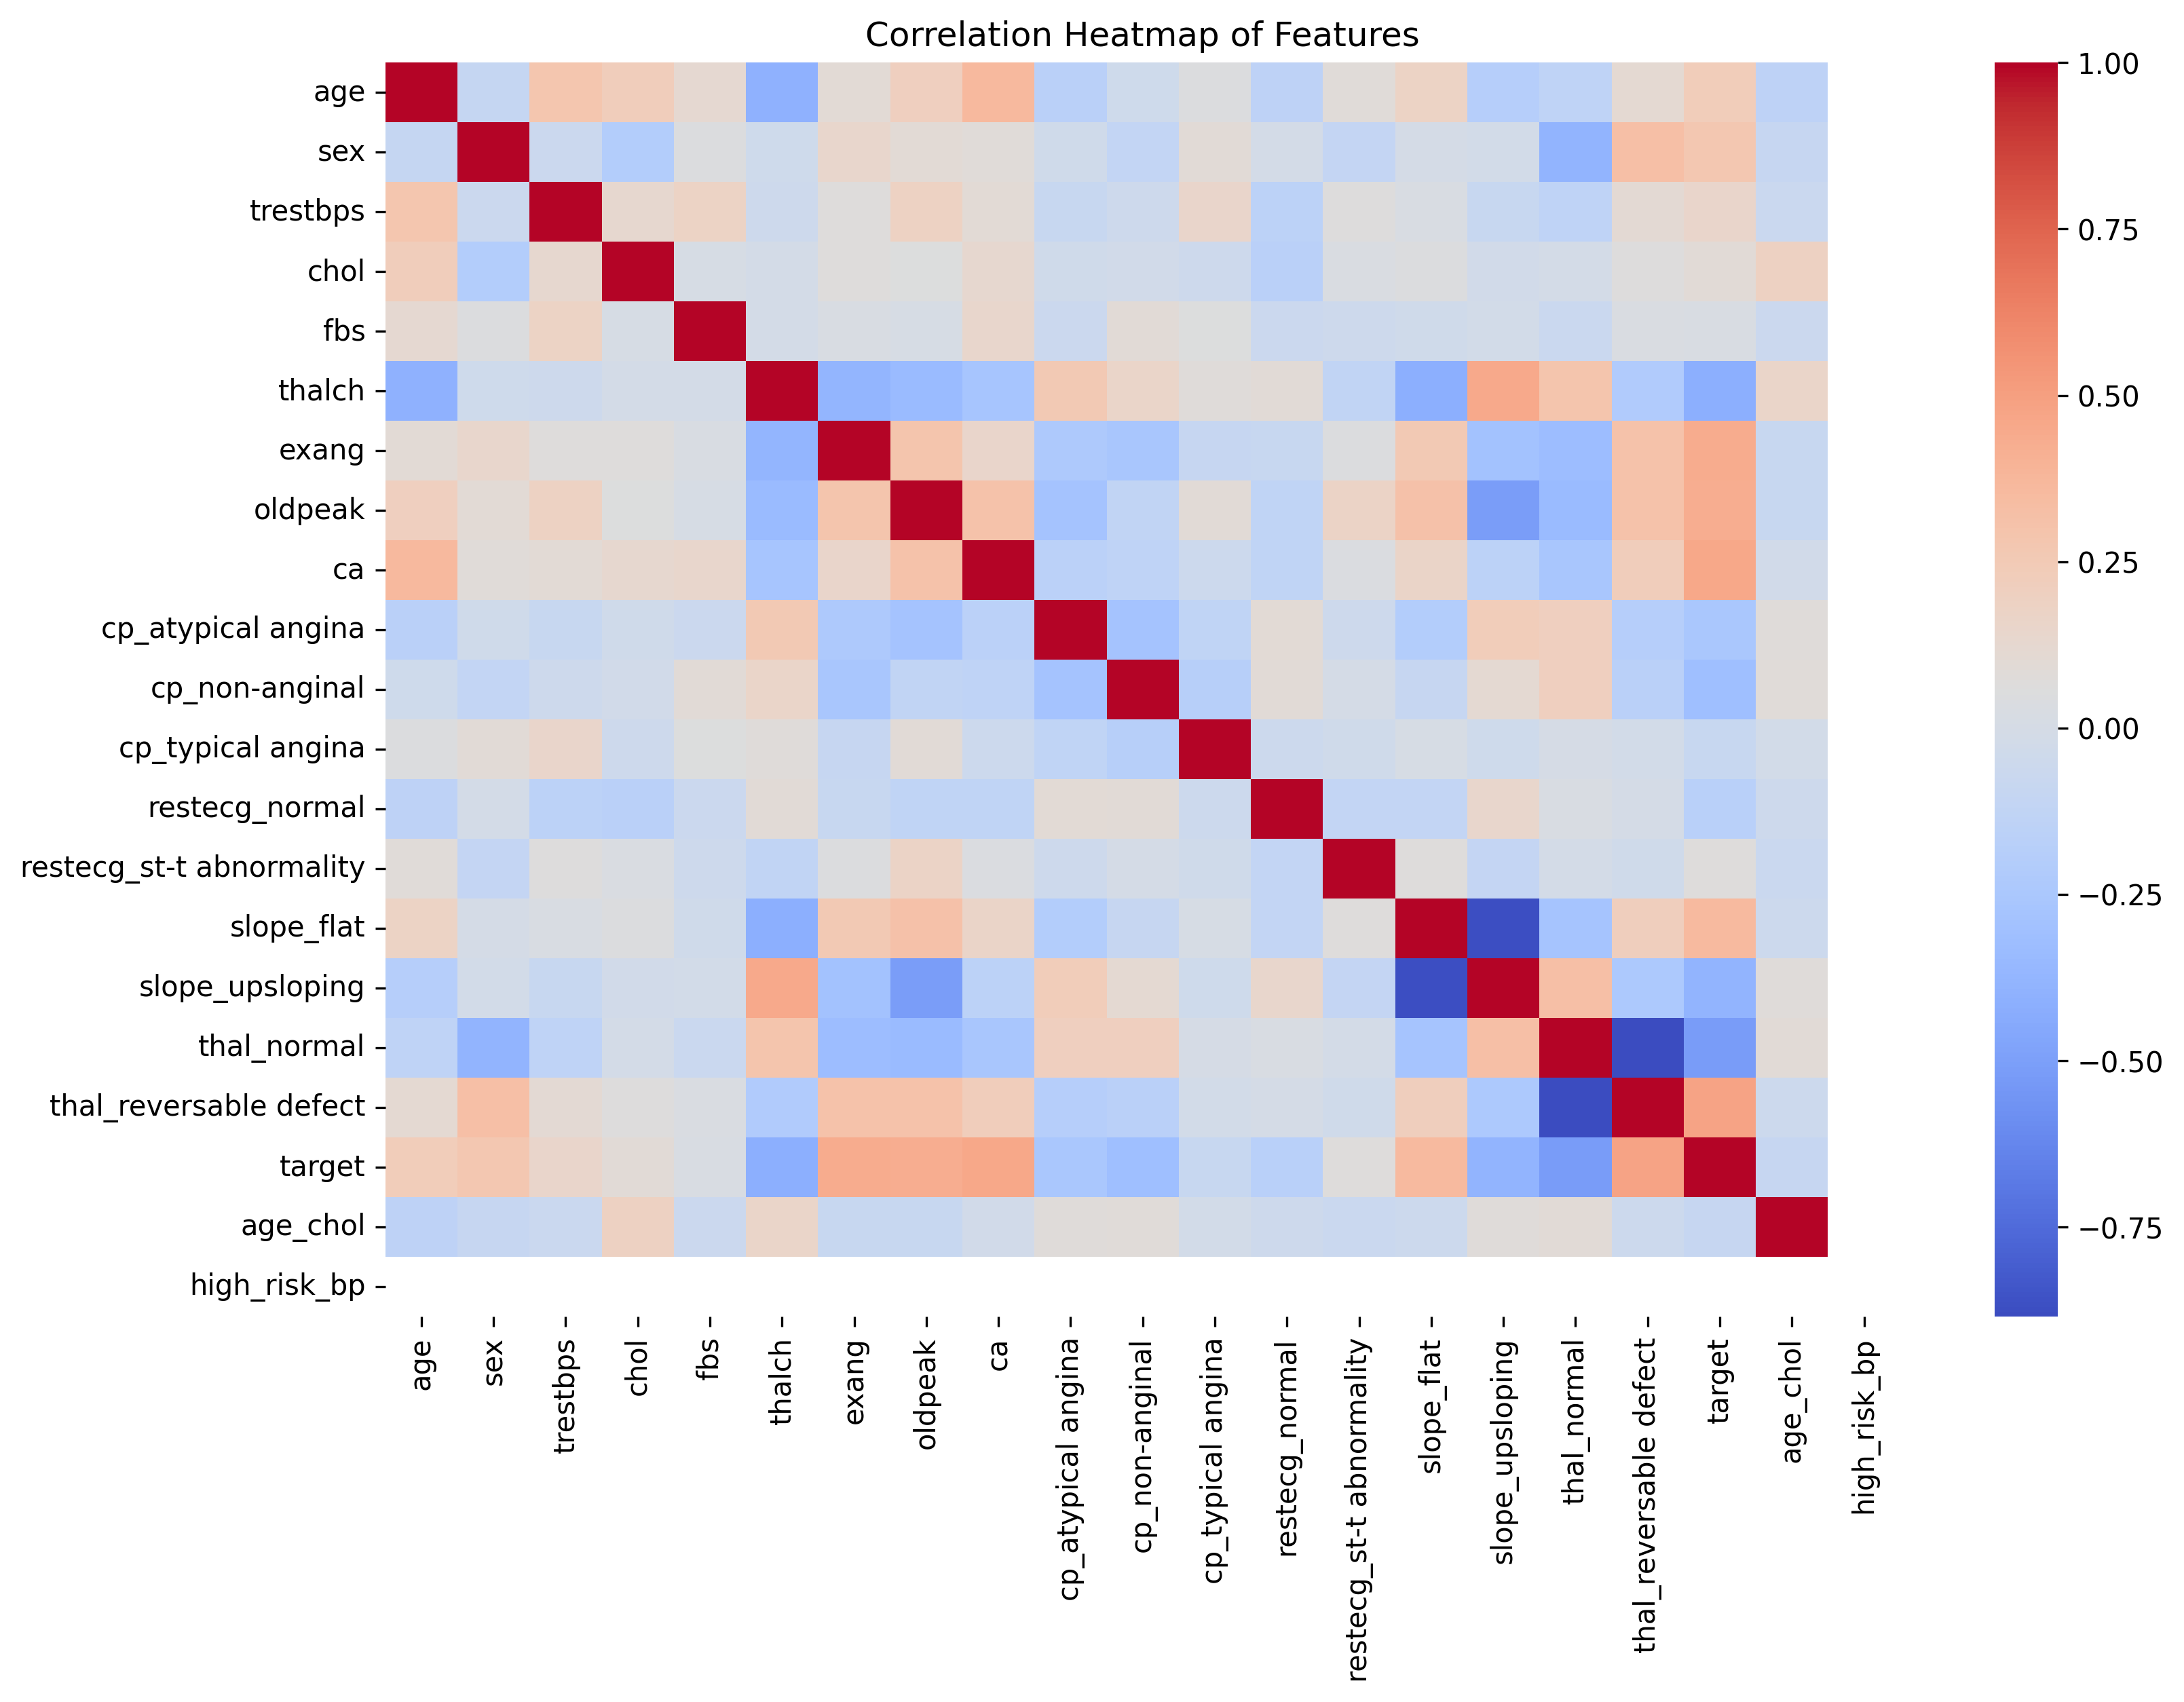 Correlation Heatmap of Features
age
sex
trestbps
chol
fbs
thalch
exang
oldpeak
ca
cp_atypical angina
cp_non-anginal
cp_typical angina
restecg_normal
restecg_st-t abnormality
slope_flat
slope_upsloping
thal_normal
thal_reversable defect
target
age_chol
high_risk_bp
age
sex
trestbps
chol
fbs
thalch
exang
oldpeak
ca
cp_atypical angina
cp_non-anginal
cp_typical angina
restecg_normal
restecg_st-t abnormality
slope_flat
slope_upsloping
thal_normal
thal_reversable defect
target
age_chol
high_risk_bp
1.00
0.75
0.50
0.25
0.00
−0.25
−0.50
−0.75